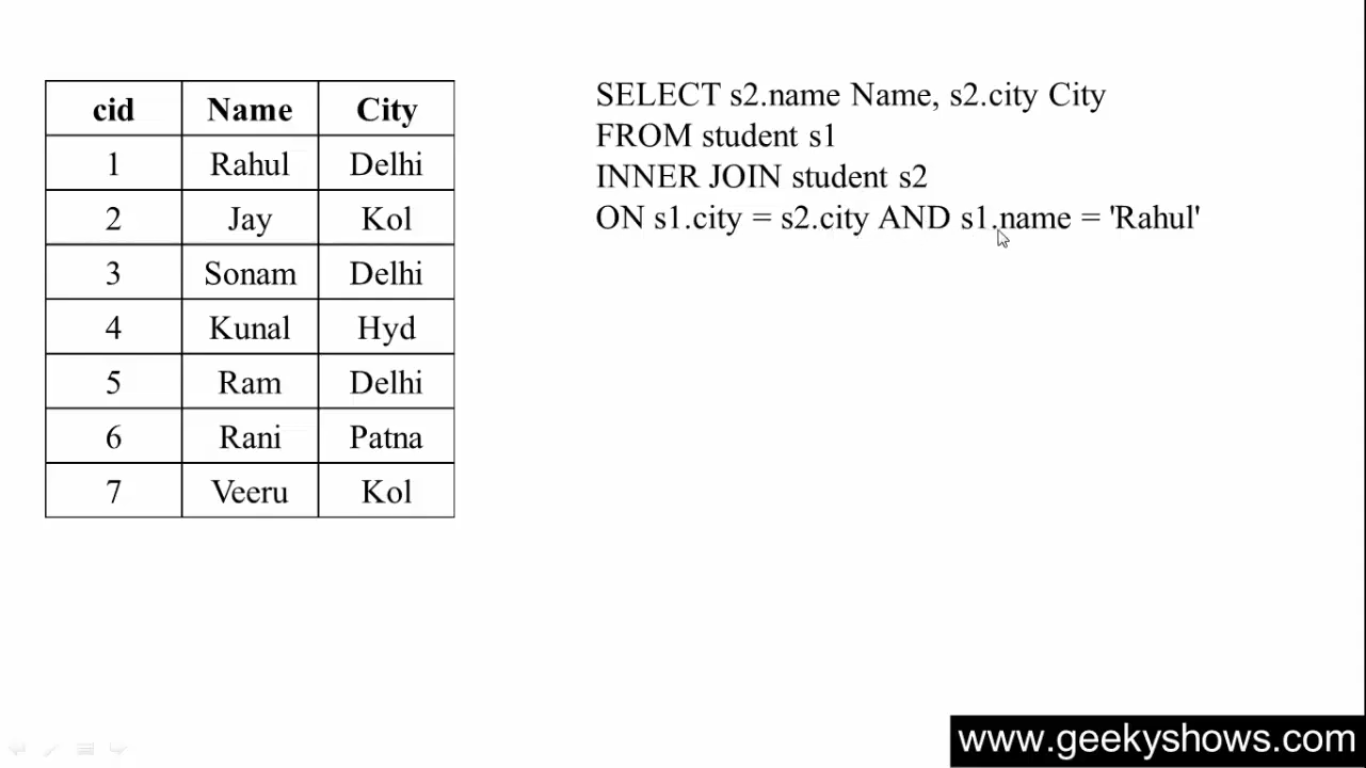 cid Name City
1 Rahul Delhi
2 Jay Kol
3 Sonam Delhi
4 Kunal Hyd
5 Ram Delhi
6 Rani Patna
7 Veeru Kol
SELECT s2.name Name, s2.city City
FROM student s1
INNER JOIN student s2
ON s1.city = s2.city AND s1.name = 'Rahul'
www.geekyshows.com